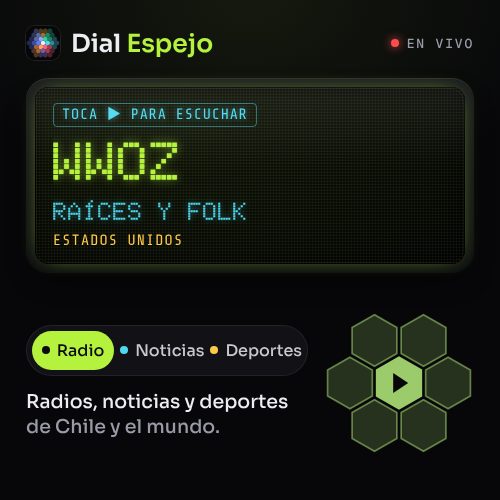 Dial Espejo
EN VIVO
TOCA ▶ PARA ESCUCHAR
WWOZ
RAÍCES Y FOLK
ESTADOS UNIDOS
Radio Noticias Deportes
Radios, noticias y deportes
de Chile y el mundo.